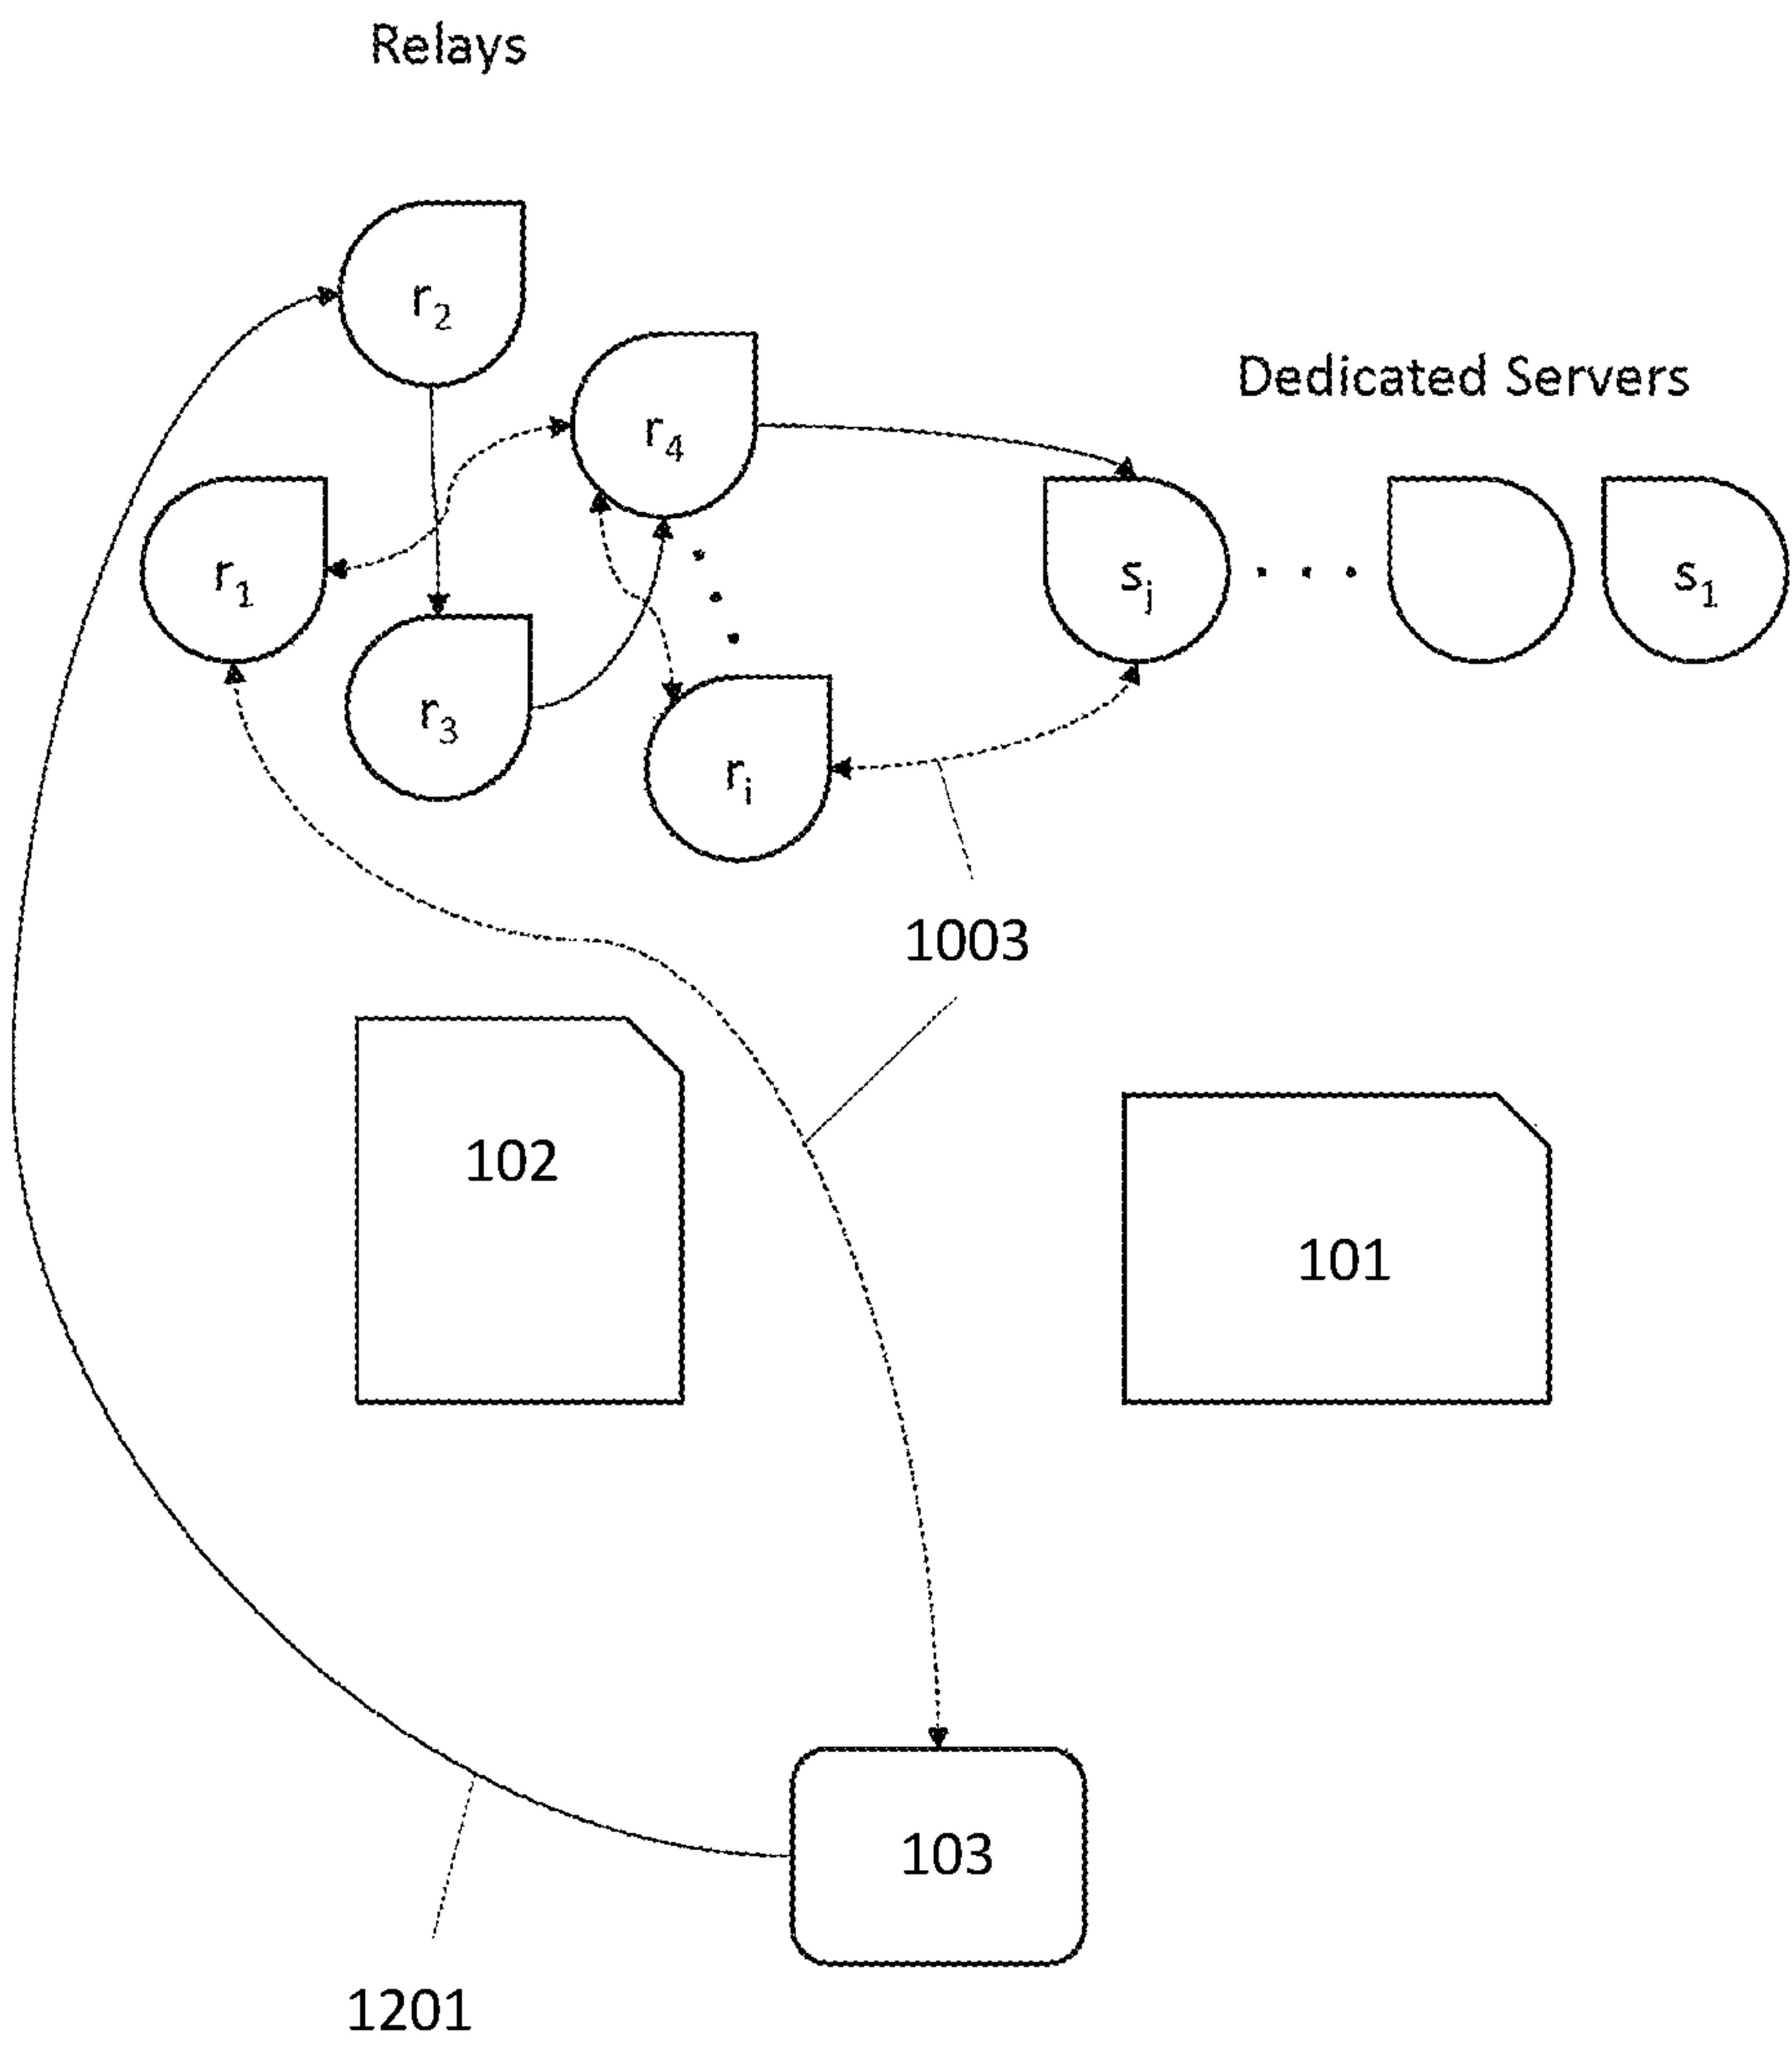 Relays
r2
r4
Dedicated Servers
r1
sj
s1
r3
ri
1003
102
101
103
1201